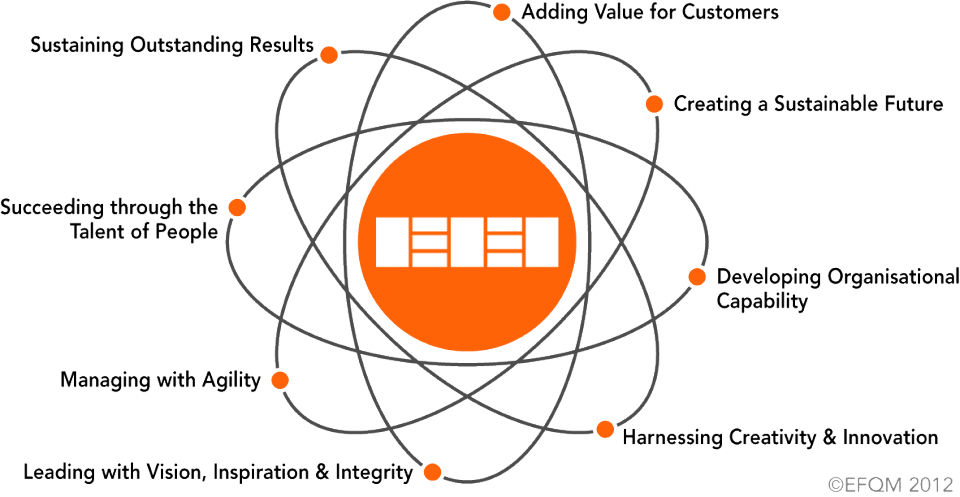 Adding Value for Customers
Sustaining Outstanding Results
Creating a Sustainable Future
Succeeding through the
Talent of People
Developing Organisational
Capability
Managing with Agility
Harnessing Creativity & Innovation
Leading with Vision, Inspiration & Integrity
©EFQM 2012